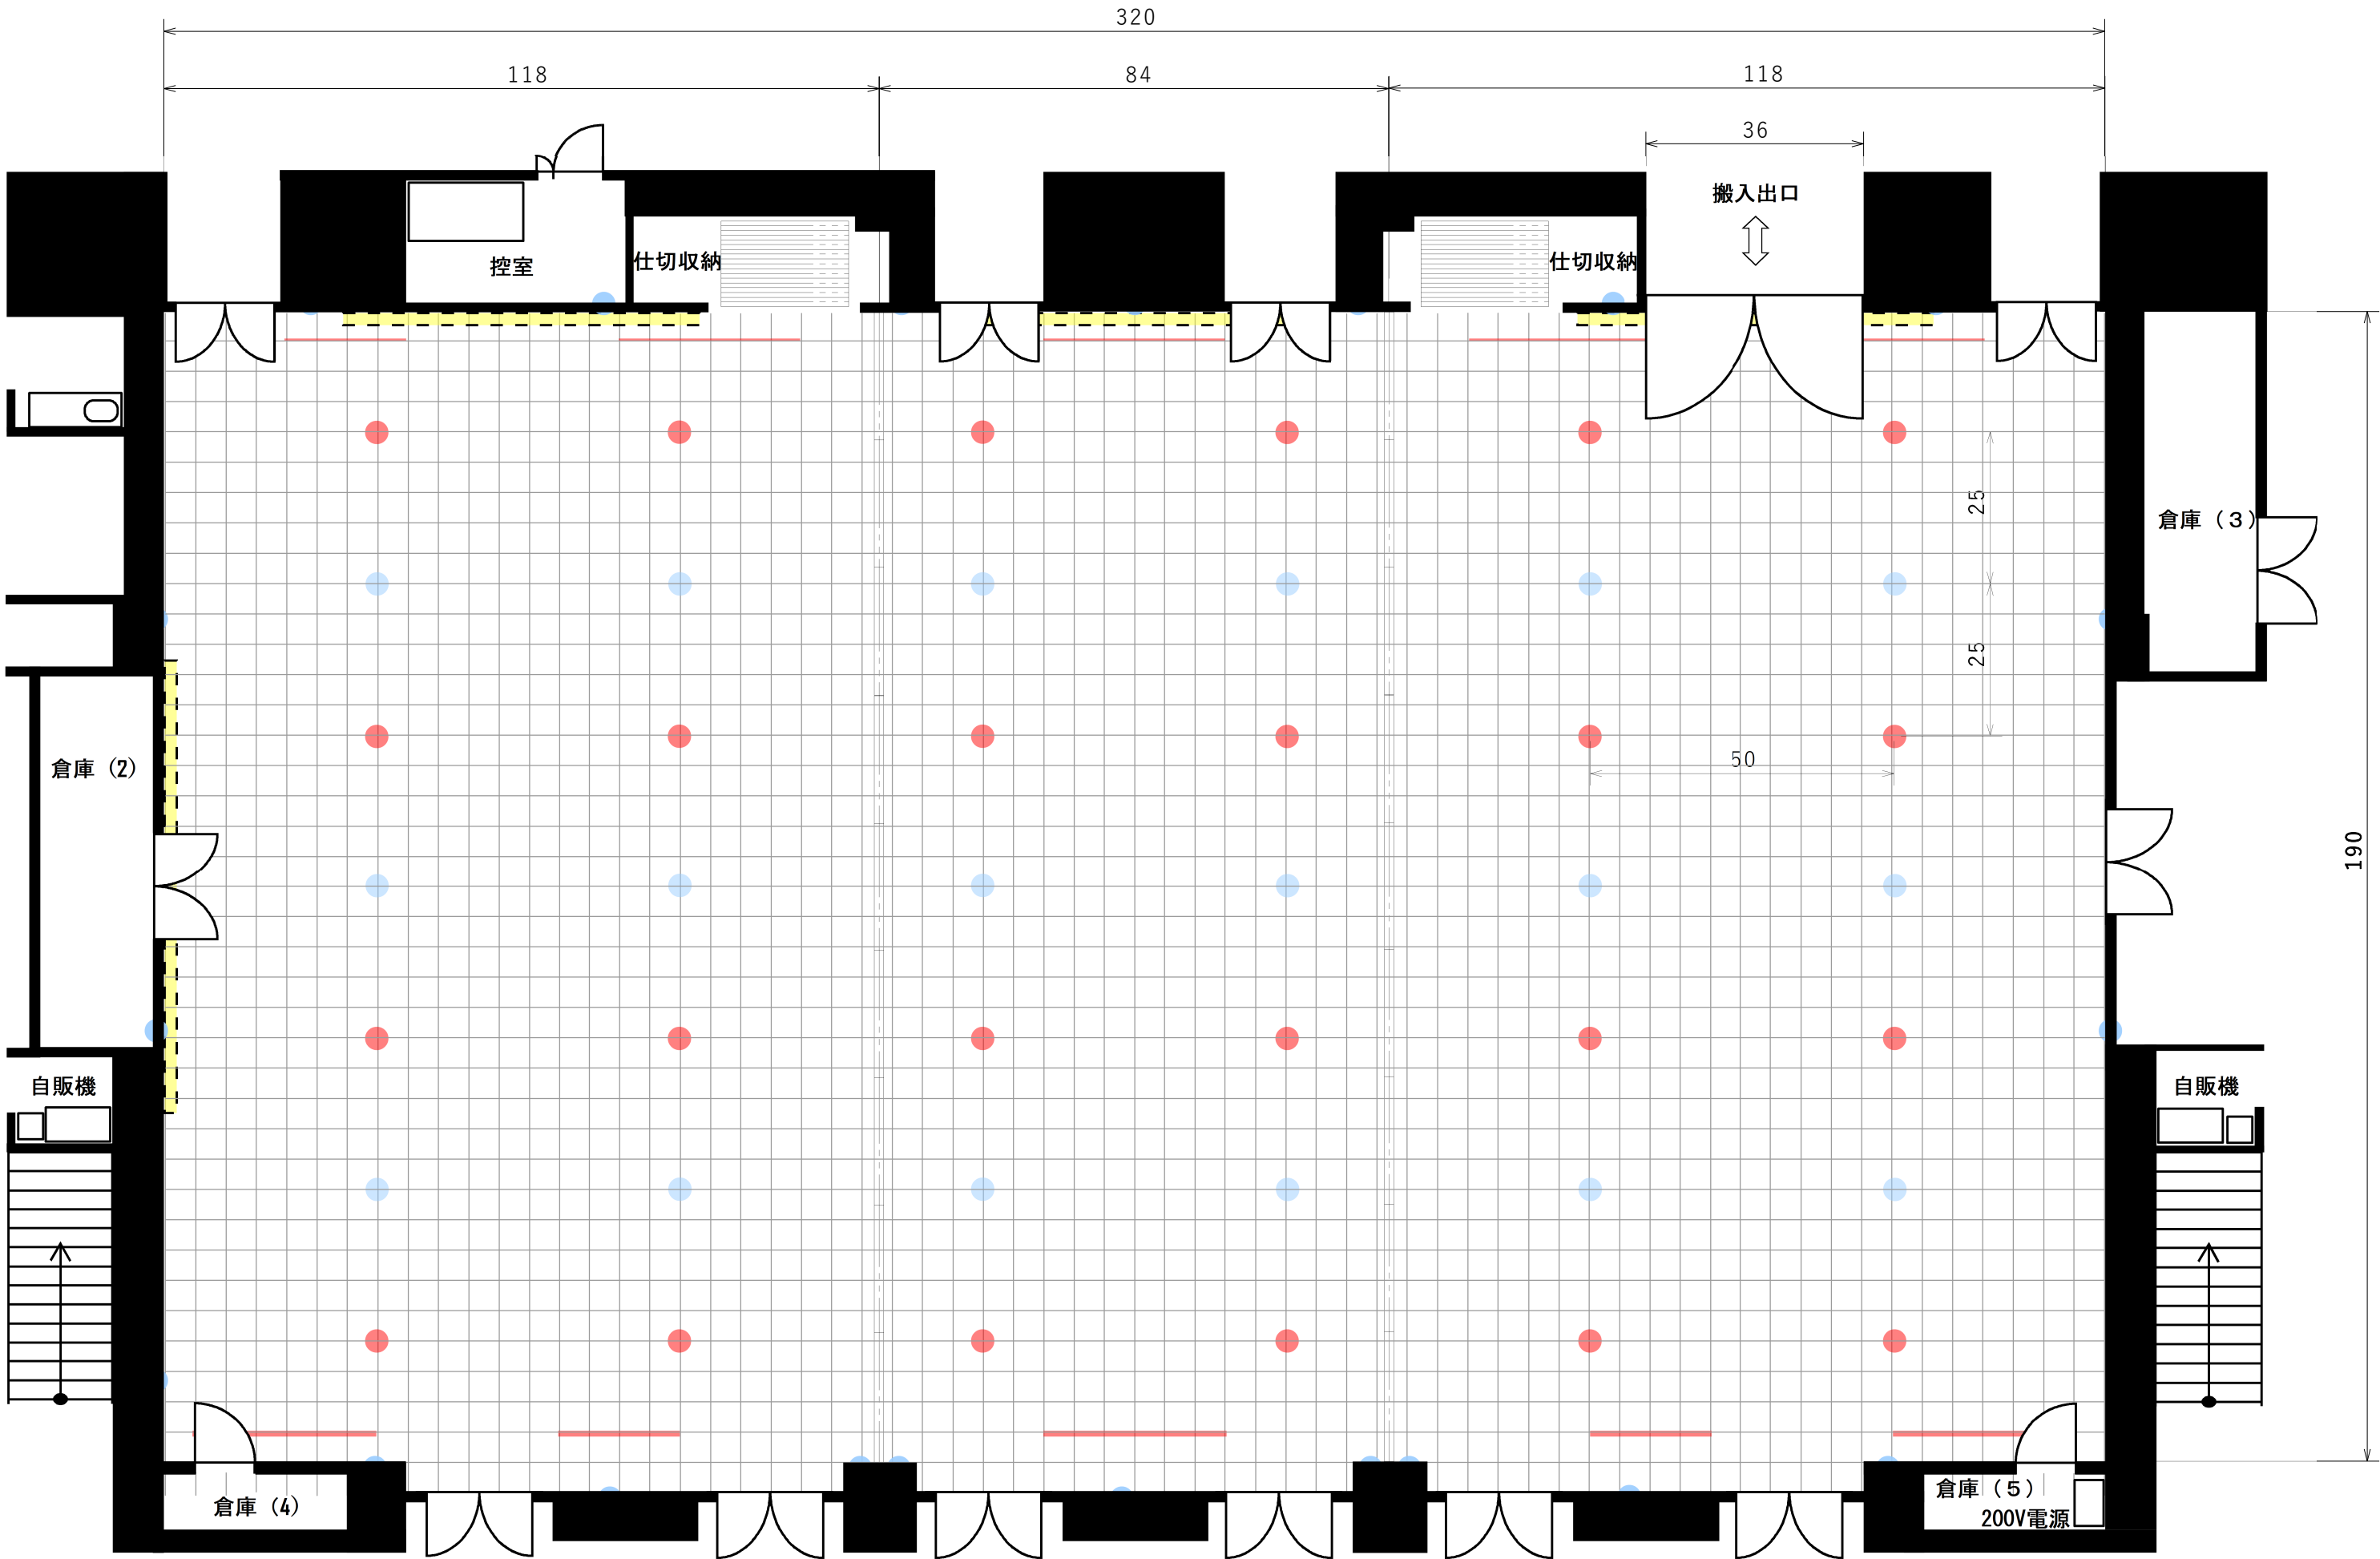 320
118
84
118
36
搬入出口
控室
仕切収納
仕切収納
25
倉庫（３）
25
50
倉庫（2）
190
自販機
自販機
倉庫（4）
倉庫（５）
200V電源